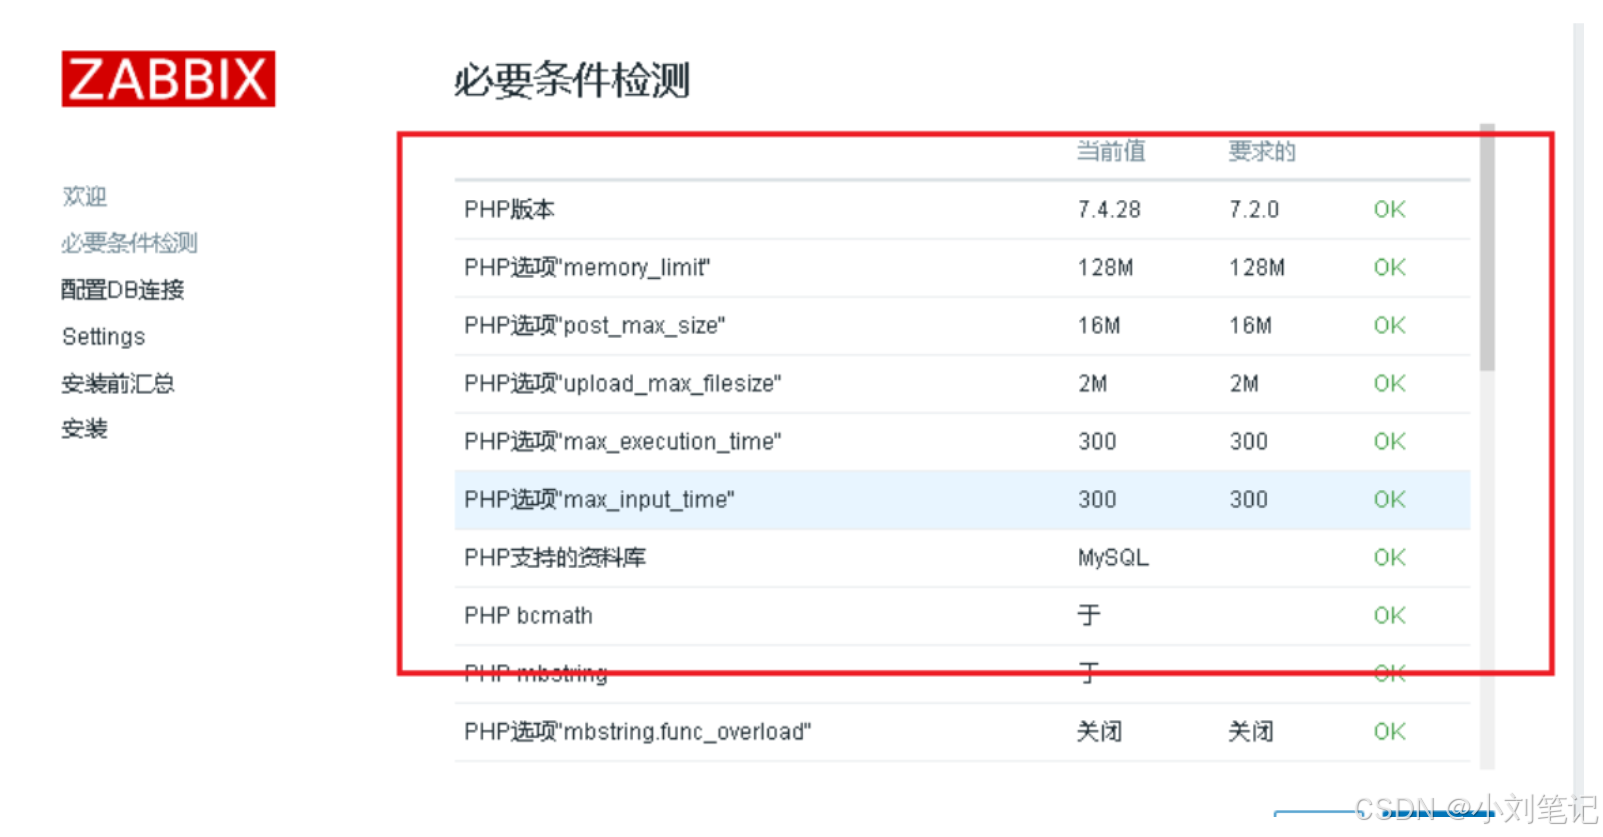 ZABBIX
必要条件检测
欢迎
必要条件检测
配置DB连接
Settings
安装前汇总
安装
当前值 要求的
PHP版本 7.4.28 7.2.0 OK
PHP选项"memory_limit" 128M 128M OK
PHP选项"post_max_size" 16M 16M OK
PHP选项"upload_max_filesize" 2M 2M OK
PHP选项"max_execution_time" 300 300 OK
PHP选项"max_input_time" 300 300 OK
PHP支持的资料库 MySQL OK
PHP bcmath 于 OK
PHP mbstring 于 OK
PHP选项"mbstring.func_overload" 关闭 关闭 OK
CSDN @小刘笔记